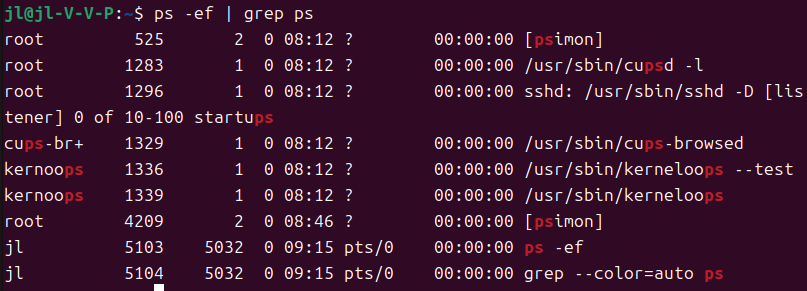 jl@jl-V-V-P:~$ ps -ef | grep ps
root         525       2  0 08:12 ?        00:00:00 [psimon]
root        1283       1  0 08:12 ?        00:00:00 /usr/sbin/cupsd -l
root        1296       1  0 08:12 ?        00:00:00 sshd: /usr/sbin/sshd -D [lis
tener] 0 of 10-100 startups
cups-br+    1329       1  0 08:12 ?        00:00:00 /usr/sbin/cups-browsed
kernoops    1336       1  0 08:12 ?        00:00:00 /usr/sbin/kerneloops --test
kernoops    1339       1  0 08:12 ?        00:00:00 /usr/sbin/kerneloops
root        4209       2  0 08:46 ?        00:00:00 [psimon]
jl          5103    5032  0 09:15 pts/0    00:00:00 ps -ef
jl          5104    5032  0 09:15 pts/0    00:00:00 grep --color=auto ps